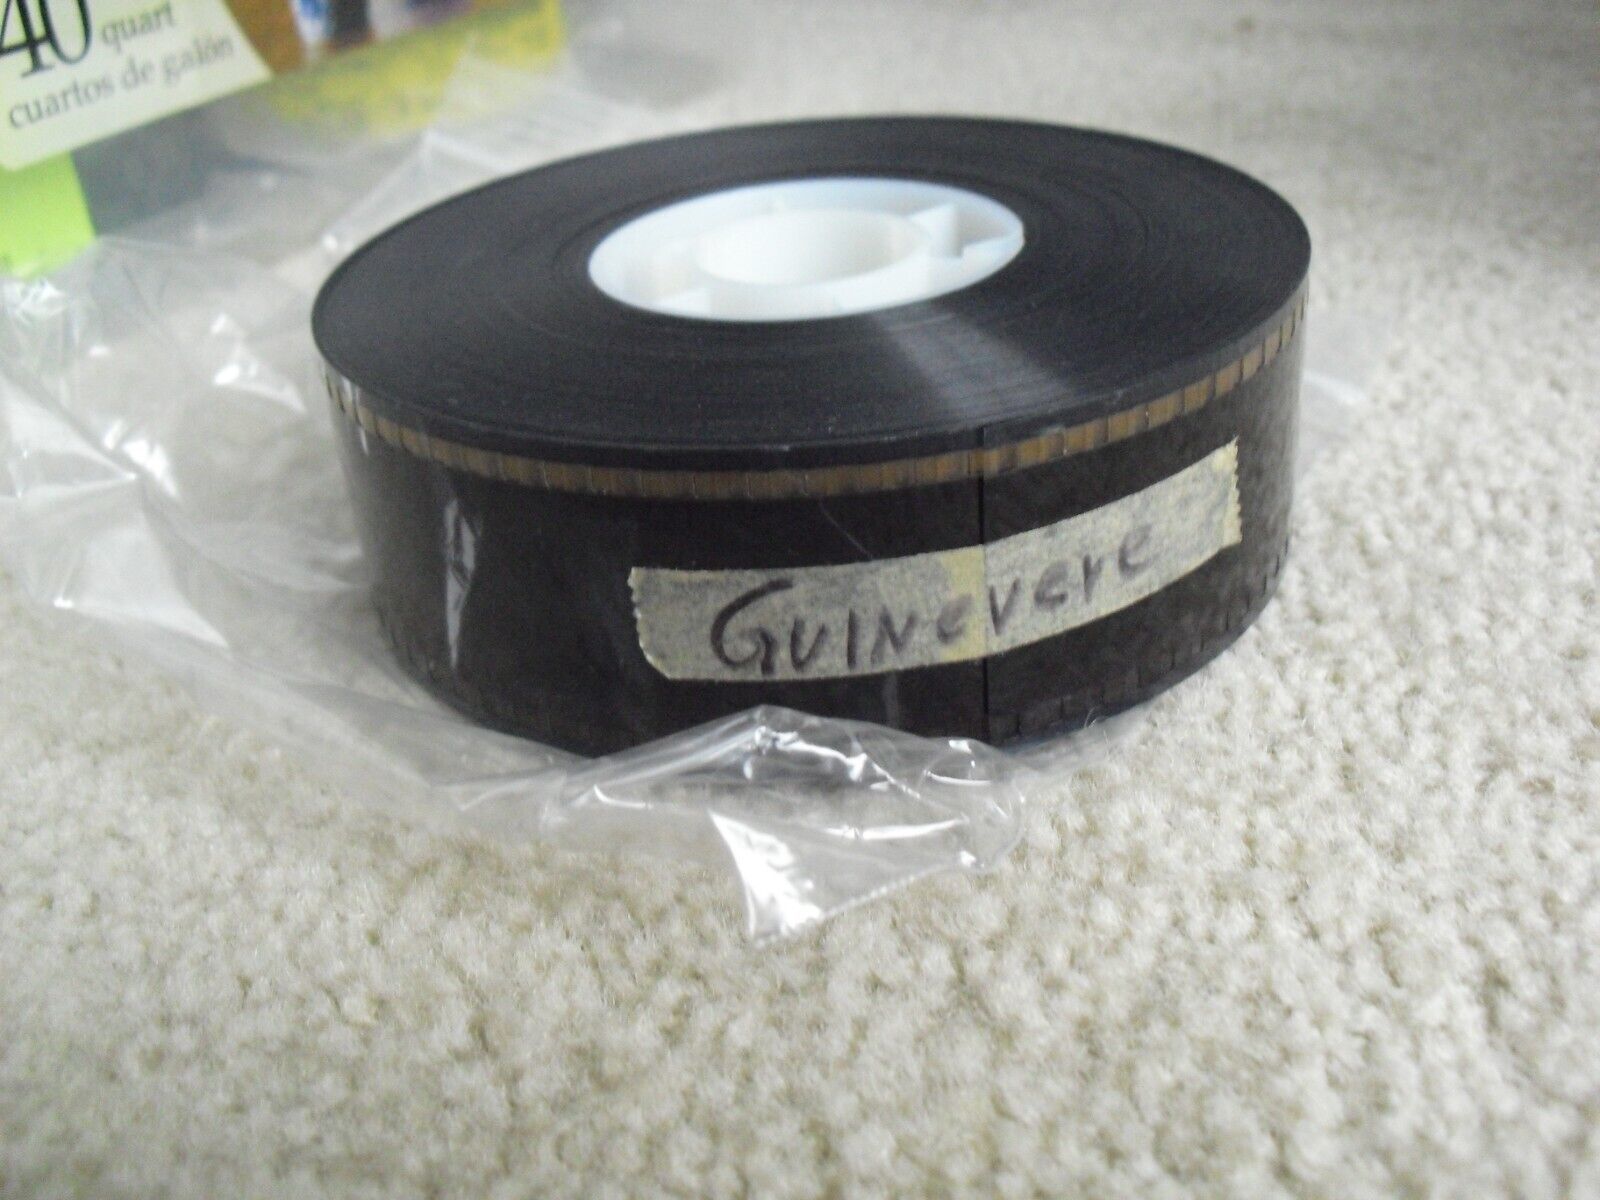 40 quart
cuartos de galón
Guinevere